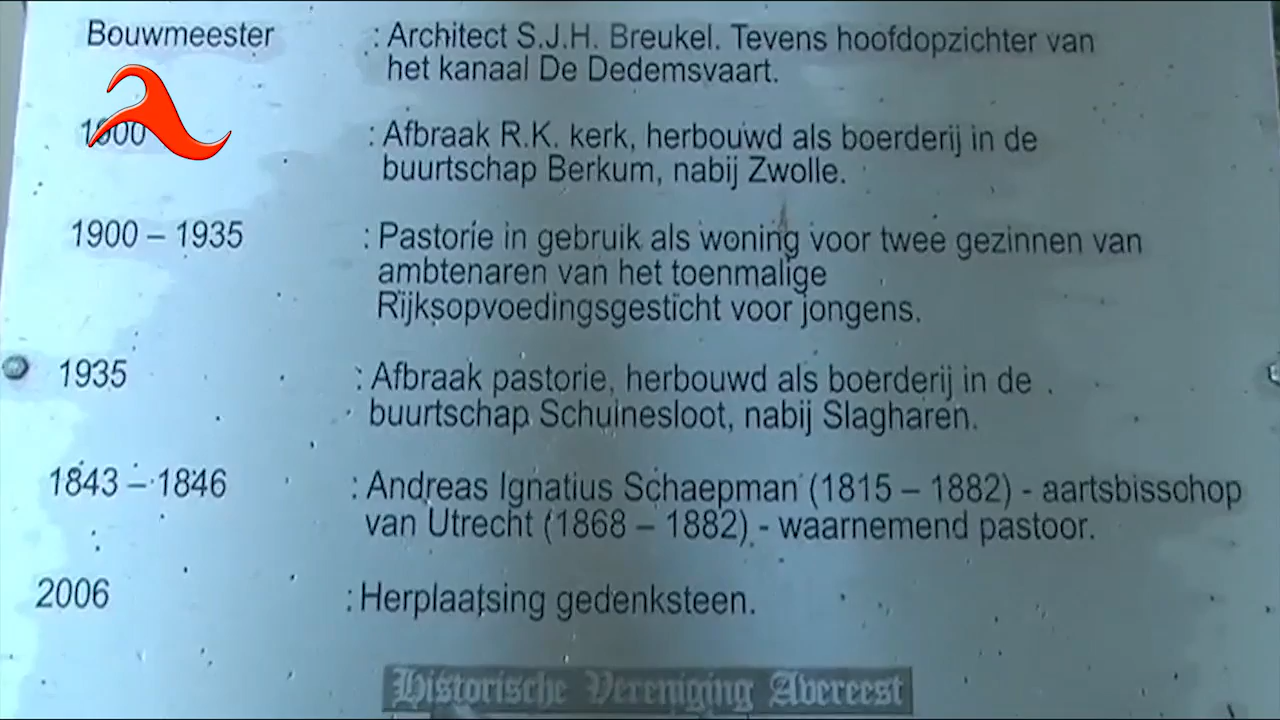 Bouwmeester : Architect S.J.H. Breukel. Tevens hoofdopzichter van
het kanaal De Dedemsvaart.
1900 : Afbraak R.K. kerk, herbouwd als boerderij in de
buurtschap Berkum, nabij Zwolle.
1900 – 1935 : Pastorie in gebruik als woning voor twee gezinnen van
ambtenaren van het toenmalige
Rijksopvoedingsgesticht voor jongens.
1935 : Afbraak pastorie, herbouwd als boerderij in de
buurtschap Schuinesloot, nabij Slagharen.
1843 – 1846 : Andreas Ignatius Schaepman (1815 – 1882) - aartsbisschop
van Utrecht (1868 – 1882) - waarnemend pastoor.
2006 : Herplaatsing gedenksteen.
Historische Vereniging Avereest